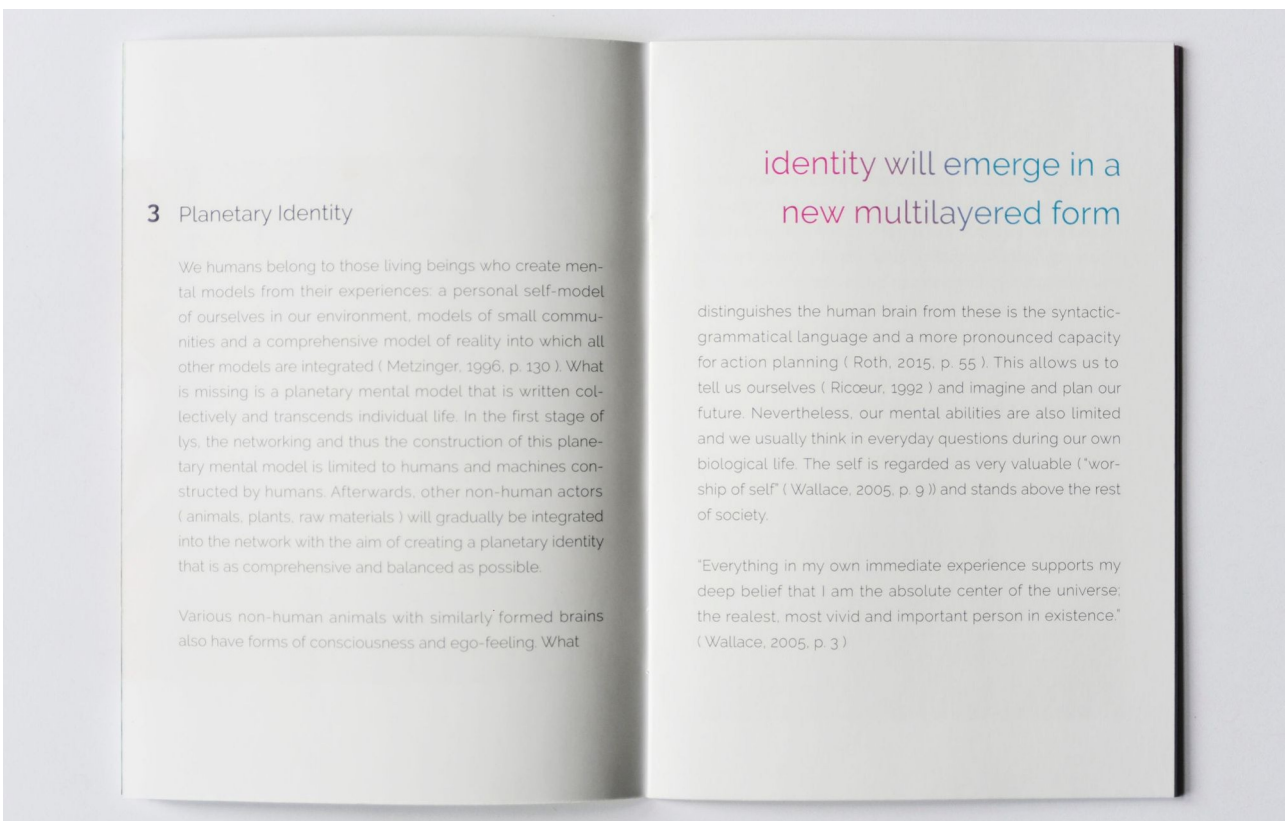 3 Planetary Identity
We humans belong to those living beings who create men-
tal models from their experiences: a personal self-model
of ourselves in our environment, models of small commu-
nities and a comprehensive model of reality into which all
other models are integrated ( Metzinger, 1996, p. 130 ). What
is missing is a planetary mental model that is written col-
lectively and transcends individual life. In the first stage of
lys, the networking and thus the construction of this plane-
tary mental model is limited to humans and machines con-
structed by humans. Afterwards, other non-human actors
( animals, plants, raw materials ) will gradually be integrated
into the network with the aim of creating a planetary identity
that is as comprehensive and balanced as possible.
Various non-human animals with similarly formed brains
also have forms of consciousness and ego-feeling. What
identity will emerge in a
new multilayered form
distinguishes the human brain from these is the syntactic-
grammatical language and a more pronounced capacity
for action planning ( Roth, 2015, p. 55 ). This allows us to
tell us ourselves ( Ricœur, 1992 ) and imagine and plan our
future. Nevertheless, our mental abilities are also limited
and we usually think in everyday questions during our own
biological life. The self is regarded as very valuable ( "wor-
ship of self" ( Wallace, 2005, p. 9 )) and stands above the rest
of society.
"Everything in my own immediate experience supports my
deep belief that I am the absolute center of the universe;
the realest, most vivid and important person in existence."
( Wallace, 2005, p. 3 )